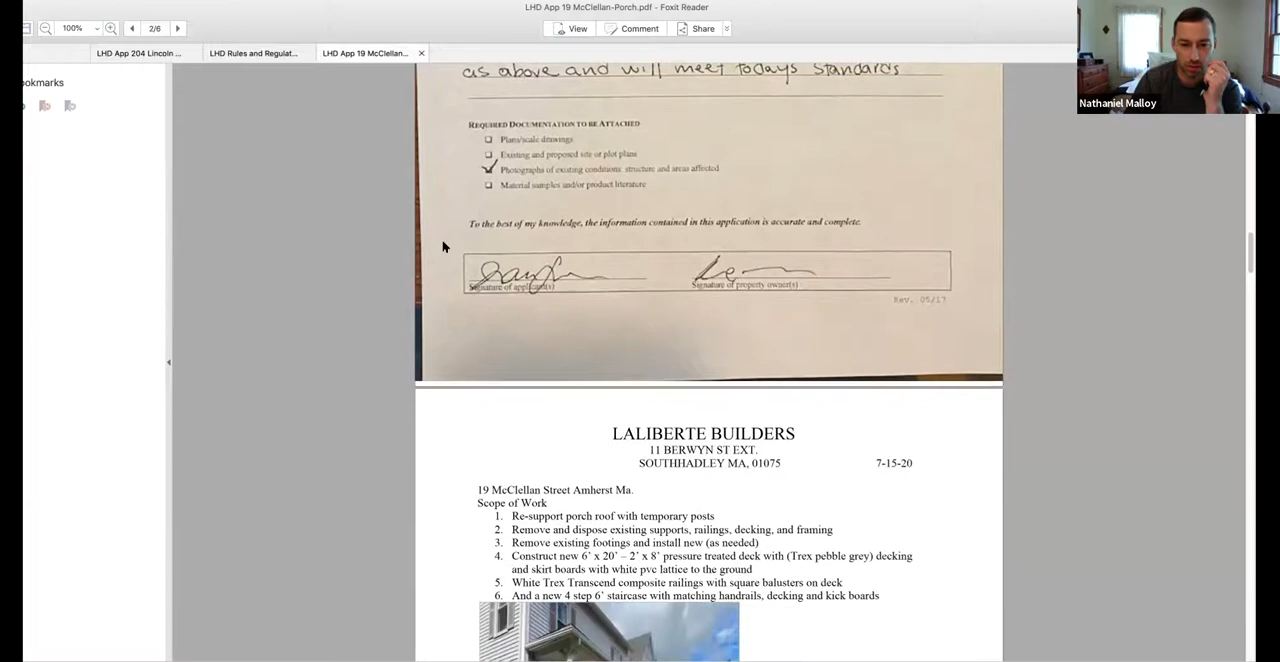 LHD App 19 McClellan-Porch.pdf - Foxit Reader
100%
2/6
View
Comment
Share
LHD App 204 Lincoln ...
LHD Rules and Regulat...
LHD App 19 McClellan...
ookmarks
Nathaniel Malloy
as above and will meet todays standards
REQUIRED DOCUMENTATION TO BE ATTACHED
Plans/scale drawings
Existing and proposed site or plot plans
Photographs of existing conditions: structure and areas affected
Material samples and/or product literature
To the best of my knowledge, the information contained in this application is accurate and complete.
Signature of applicant(s) Signature of property owner(s)
Rev. 05/17
LALIBERTE BUILDERS
11 BERWYN ST EXT.
SOUTHHADLEY MA, 01075 7-15-20
19 McClellan Street Amherst Ma.
Scope of Work
1. Re-support porch roof with temporary posts
2. Remove and dispose existing supports, railings, decking, and framing
3. Remove existing footings and install new (as needed)
4. Construct new 6’ x 20’ – 2’ x 8’ pressure treated deck with (Trex pebble grey) decking
and skirt boards with white pvc lattice to the ground
5. White Trex Transcend composite railings with square balusters on deck
6. And a new 4 step 6’ staircase with matching handrails, decking and kick boards